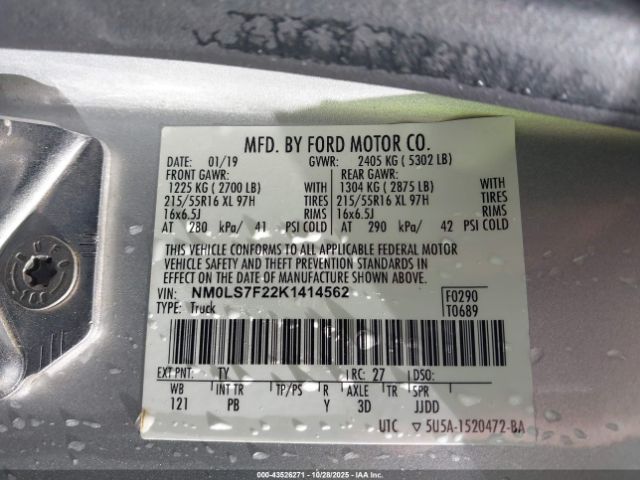 MFD. BY FORD MOTOR CO.
DATE: 01/19 GVWR: 2405 KG ( 5302 LB)
FRONT GAWR: REAR GAWR:
1225 KG ( 2700 LB) WITH 1304 KG ( 2875 LB) WITH
215/55R16 XL 97H TIRES 215/55R16 XL 97H TIRES
16x6.5J RIMS 16x6.5J RIMS
AT 280 kPa/ 41 PSI COLD AT 290 kPa/ 42 PSI COLD
THIS VEHICLE CONFORMS TO ALL APPLICABLE FEDERAL MOTOR
VEHICLE SAFETY AND THEFT PREVENTION STANDARDS IN
EFFECT ON THE DATE OF MANUFACTURE SHOWN ABOVE.
VIN: NM0LS7F22K1414562 F0290
TYPE: Truck T0689
EXT PNT: TY RC: 27 DSO:
WB INT TR TP/PS R AXLE TR SPR
121 PB Y 3D JJDD
UTC ▽ 5U5A-1520472-BA
000-43526271 - 10/28/2025 - IAA Inc.